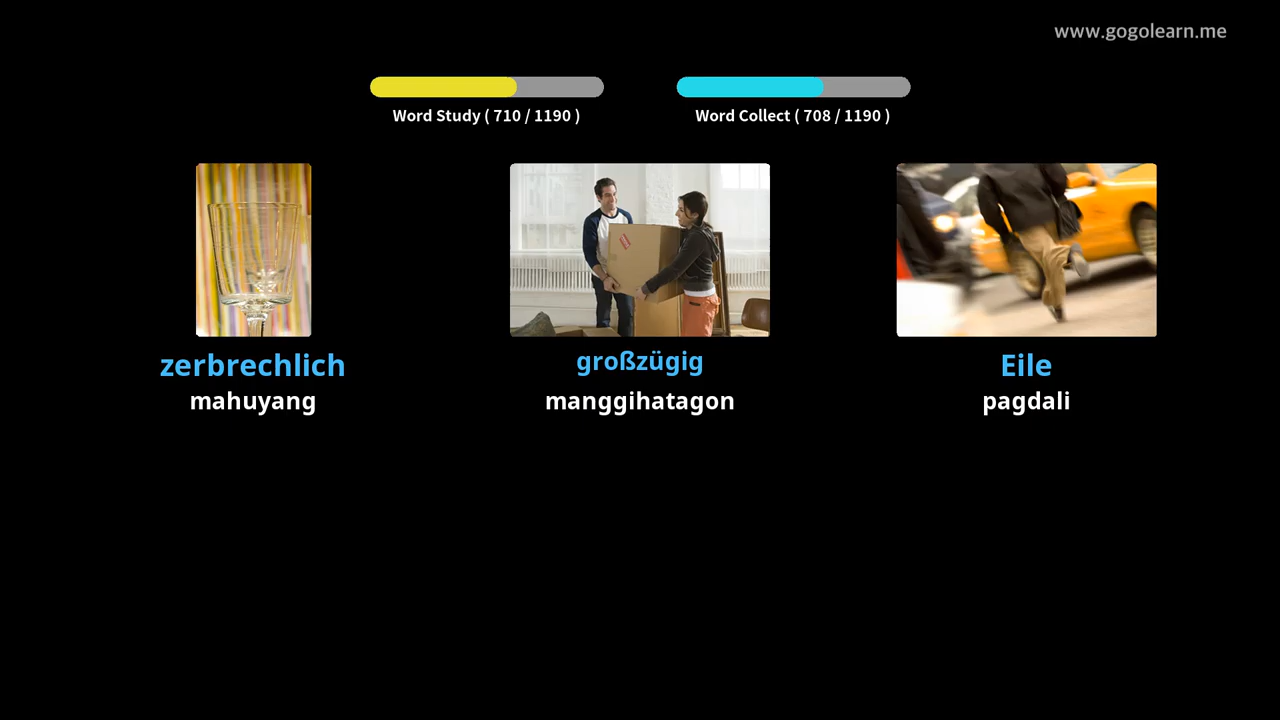 www.gogolearn.me
Word Study ( 710 / 1190 )
Word Collect ( 708 / 1190 )
zerbrechlich
mahuyang
großzügig
manggihatagon
Eile
pagdali